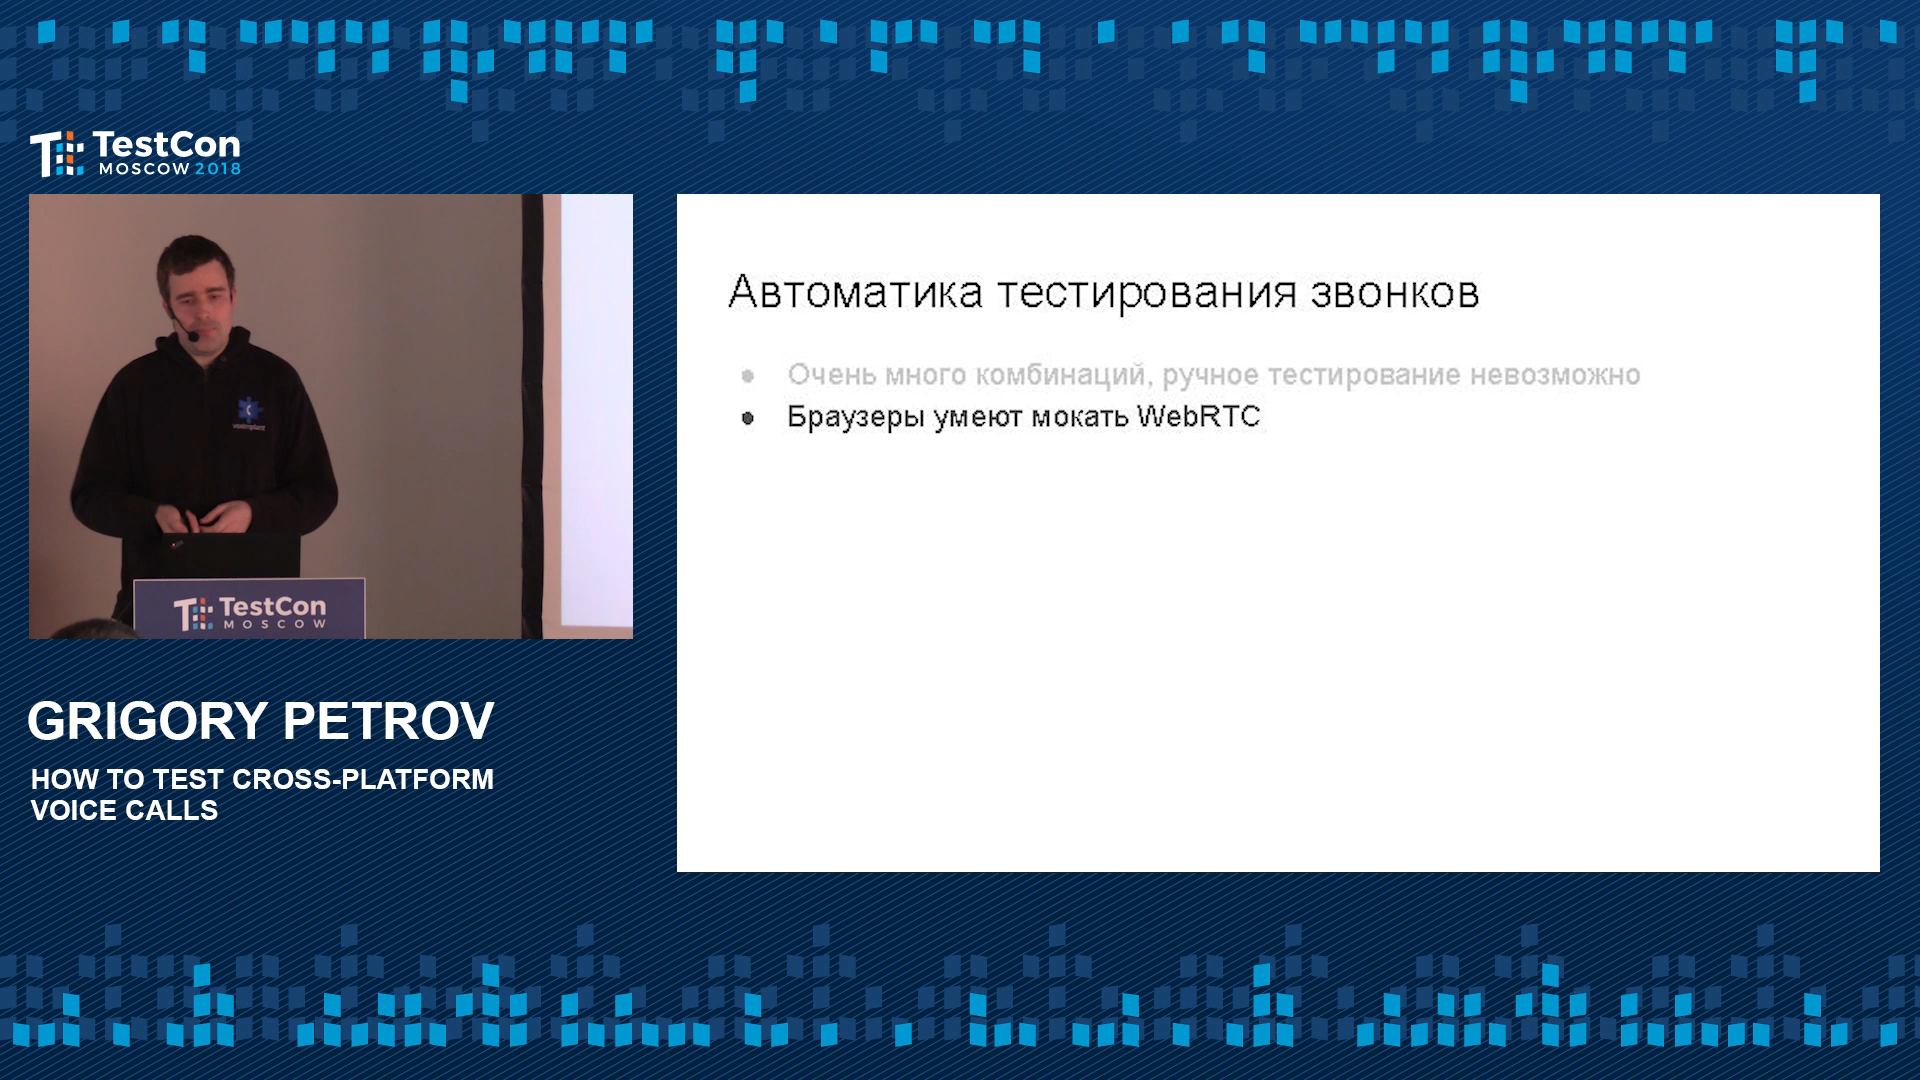 TestCon
MOSCOW 2018
Автоматика тестирования звонков
Очень много комбинаций, ручное тестирование невозможно
Браузеры умеют мокать WebRTC
voximplant
TestCon
MOSCOW
GRIGORY PETROV
HOW TO TEST CROSS-PLATFORM
VOICE CALLS